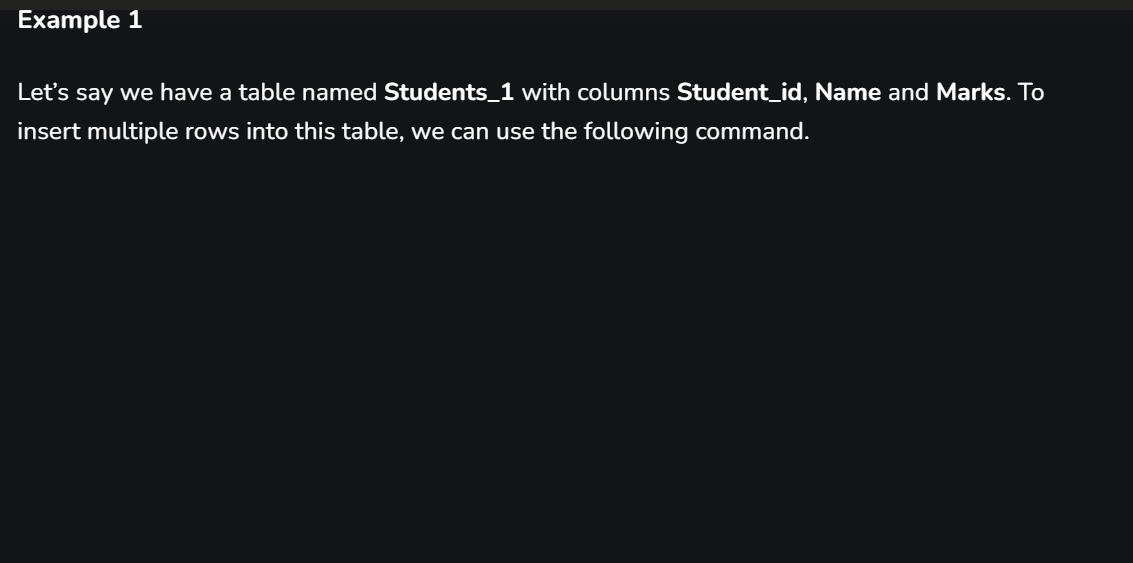 Example 1
Let’s say we have a table named Students_1 with columns Student_id, Name and Marks. To
insert multiple rows into this table, we can use the following command.